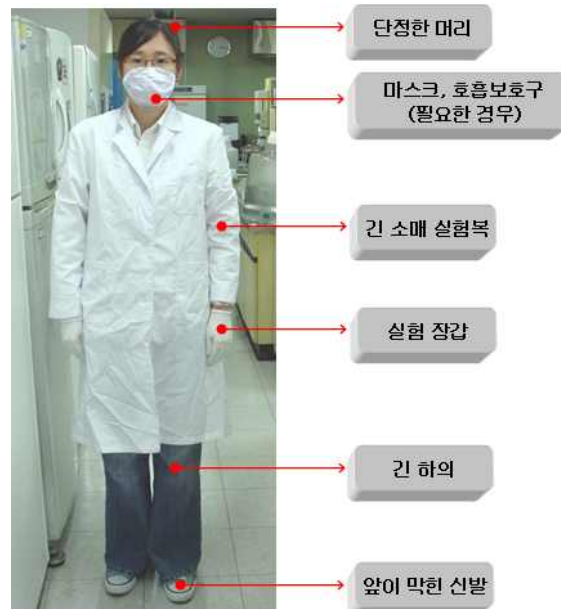 단정한 머리
마스크, 호흡보호구
(필요한 경우)
긴 소매 실험복
실험 장갑
긴 하의
앞이 막힌 신발